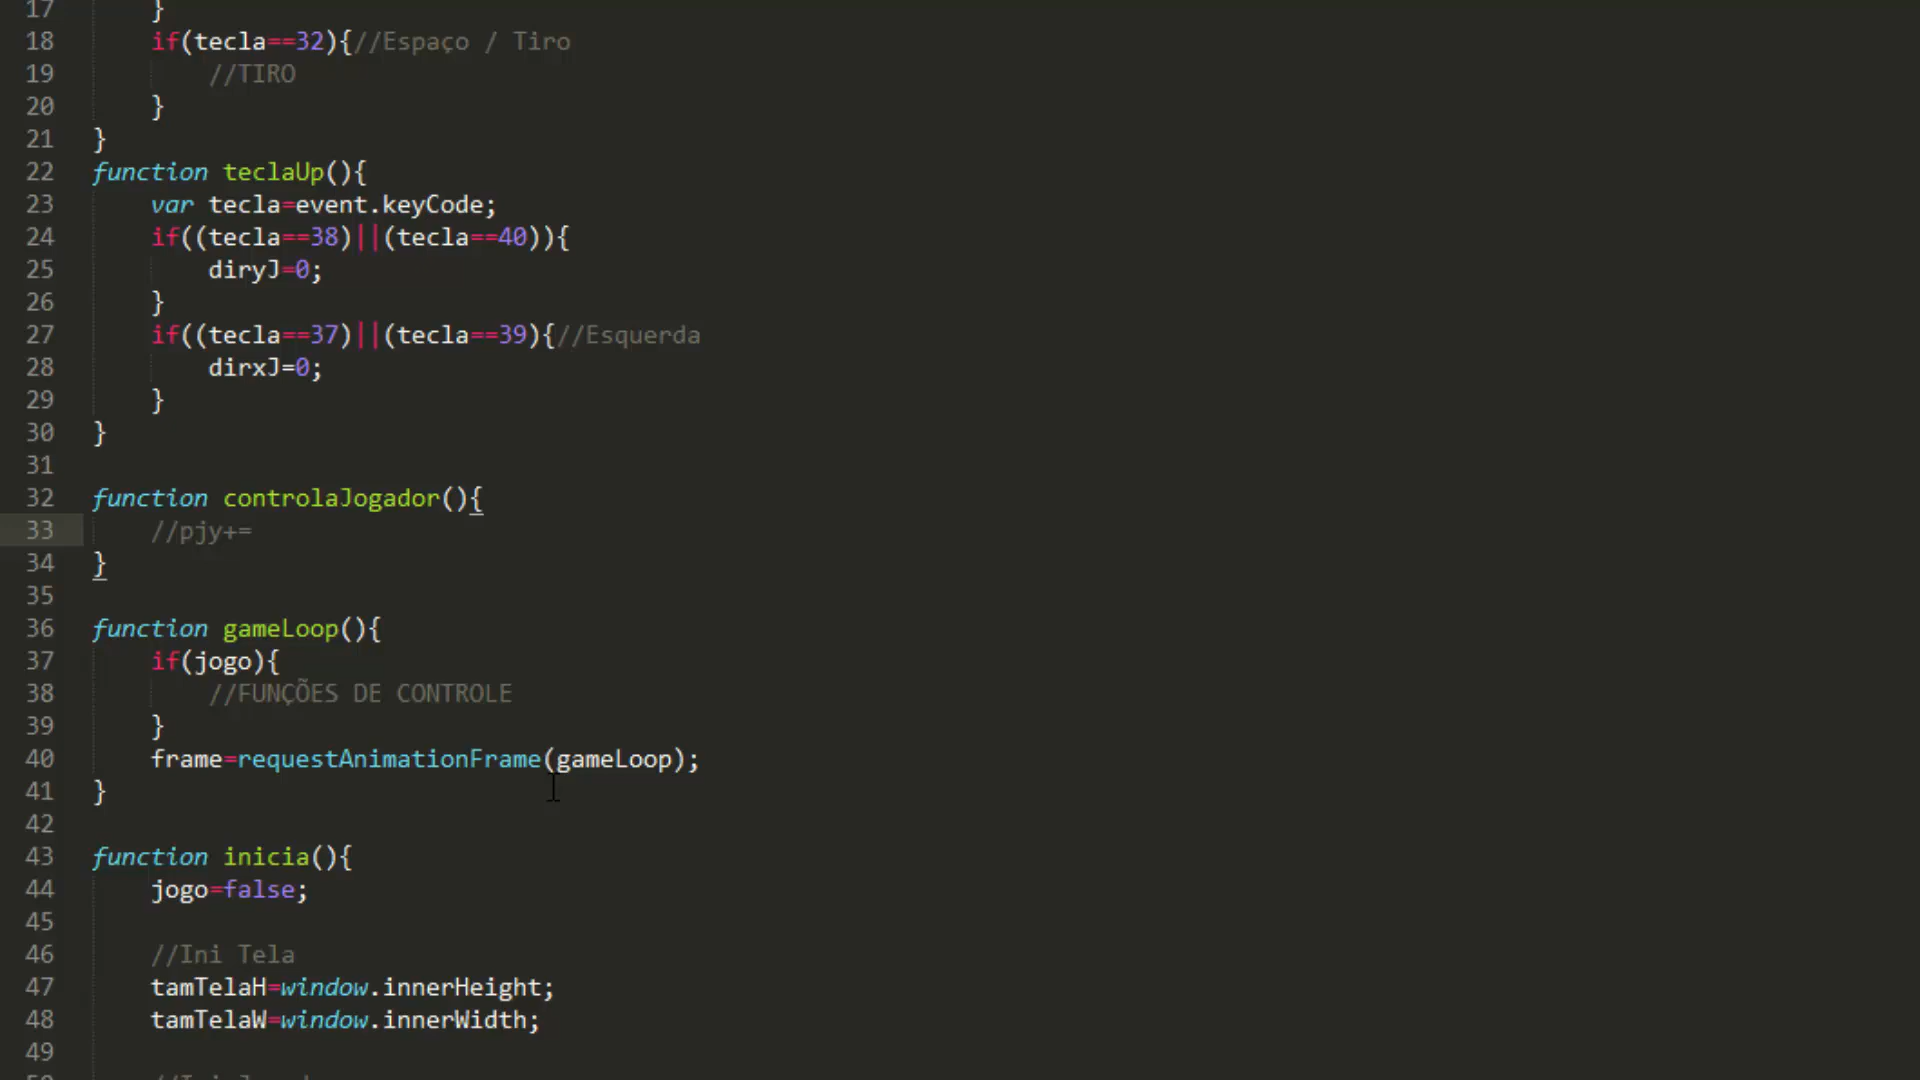 17 }
18 if(tecla==32){//Espaço / Tiro
19 //TIRO
20 }
21 }
22 function teclaUp(){
23 var tecla=event.keyCode;
24 if((tecla==38)||(tecla==40)){
25 diryJ=0;
26 }
27 if((tecla==37)||(tecla==39){//Esquerda
28 dirxJ=0;
29 }
30 }
31
32 function controlaJogador(){
33 //pjy+=
34 }
35
36 function gameLoop(){
37 if(jogo){
38 //FUNÇÕES DE CONTROLE
39 }
40 frame=requestAnimationFrame(gameLoop);
41 }
42
43 function inicia(){
44 jogo=false;
45
46 //Ini Tela
47 tamTelaH=window.innerHeight;
48 tamTelaW=window.innerWidth;
49